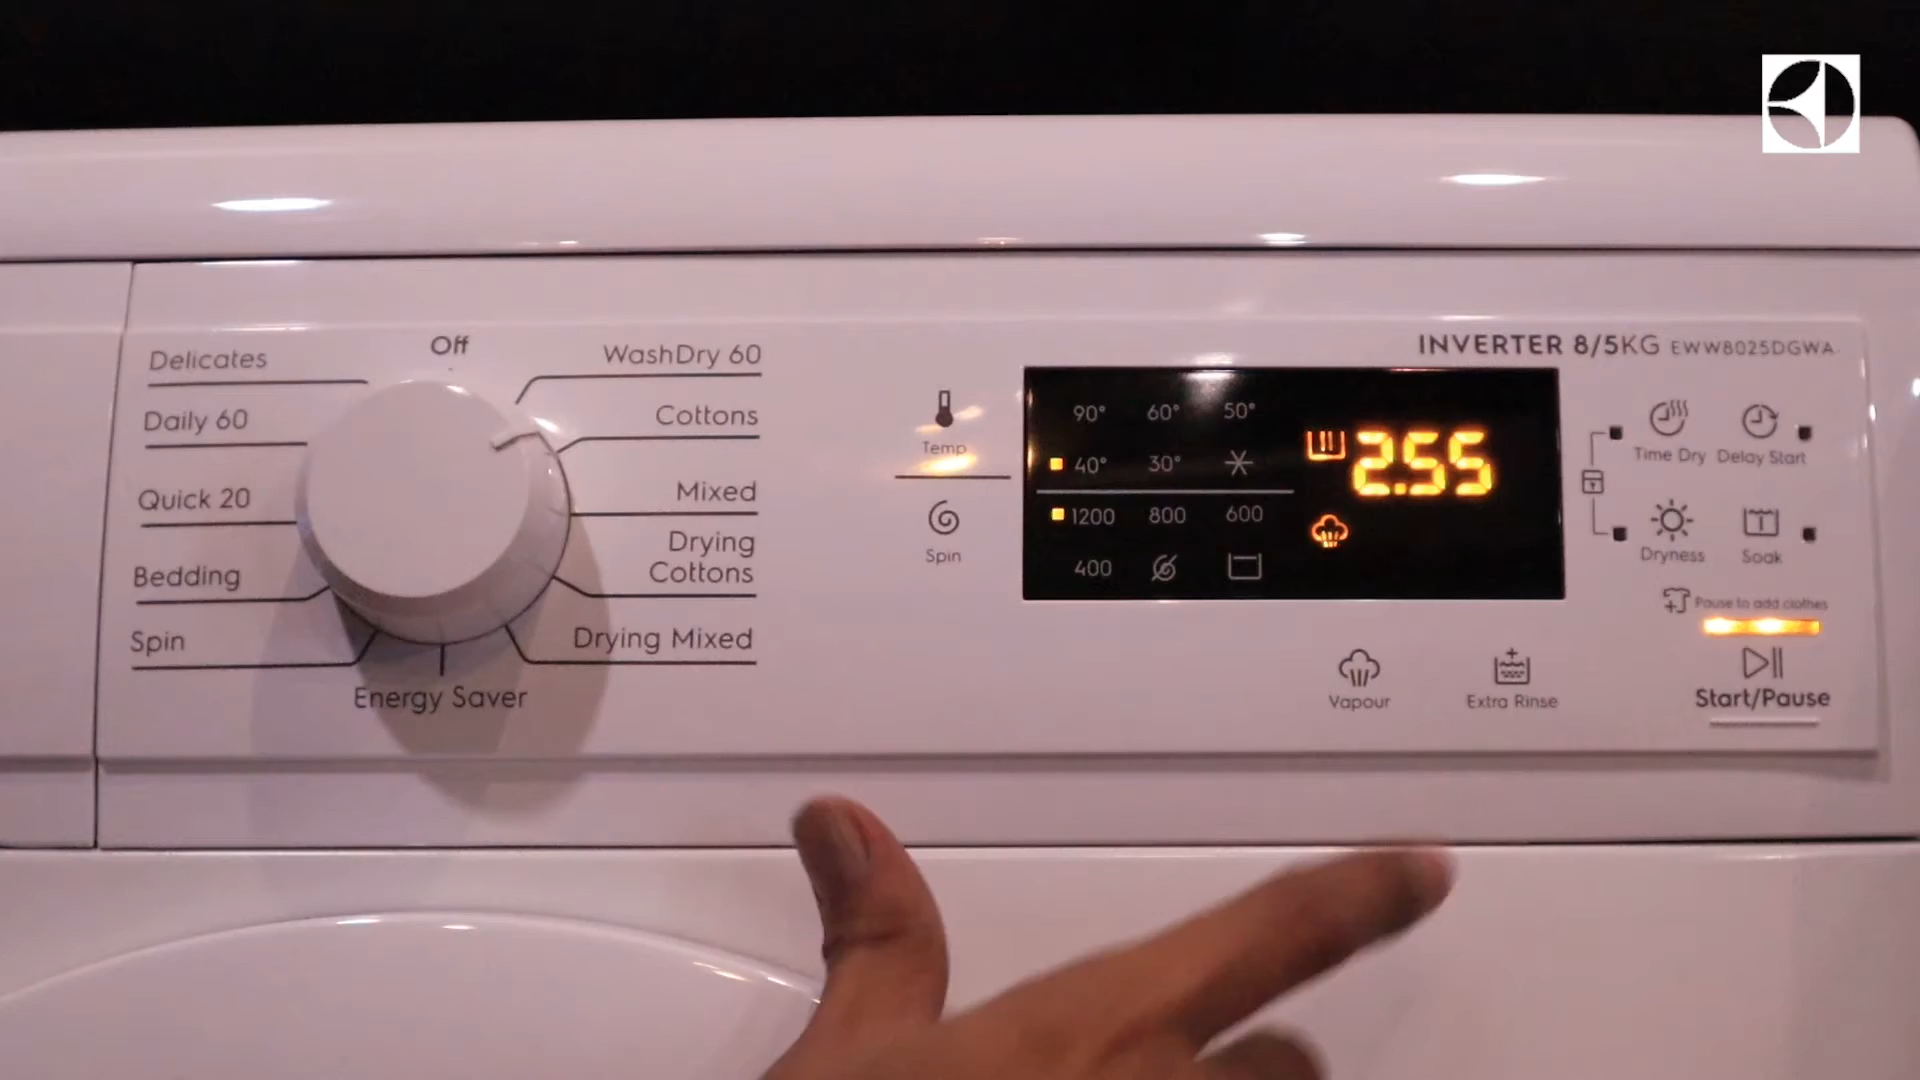 Off
Delicates
Daily 60
Quick 20
Bedding
Spin
Energy Saver
WashDry 60
Cottons
Mixed
Drying
Cottons
Drying Mixed
Temp
Spin
90° 60° 50°
40° 30°
1200 800 600
400
2.55
INVERTER 8/5KG EWW8025DGWA
Time Dry Delay Start
Dryness Soak
Pause to add clothes
Start/Pause
Vapour Extra Rinse